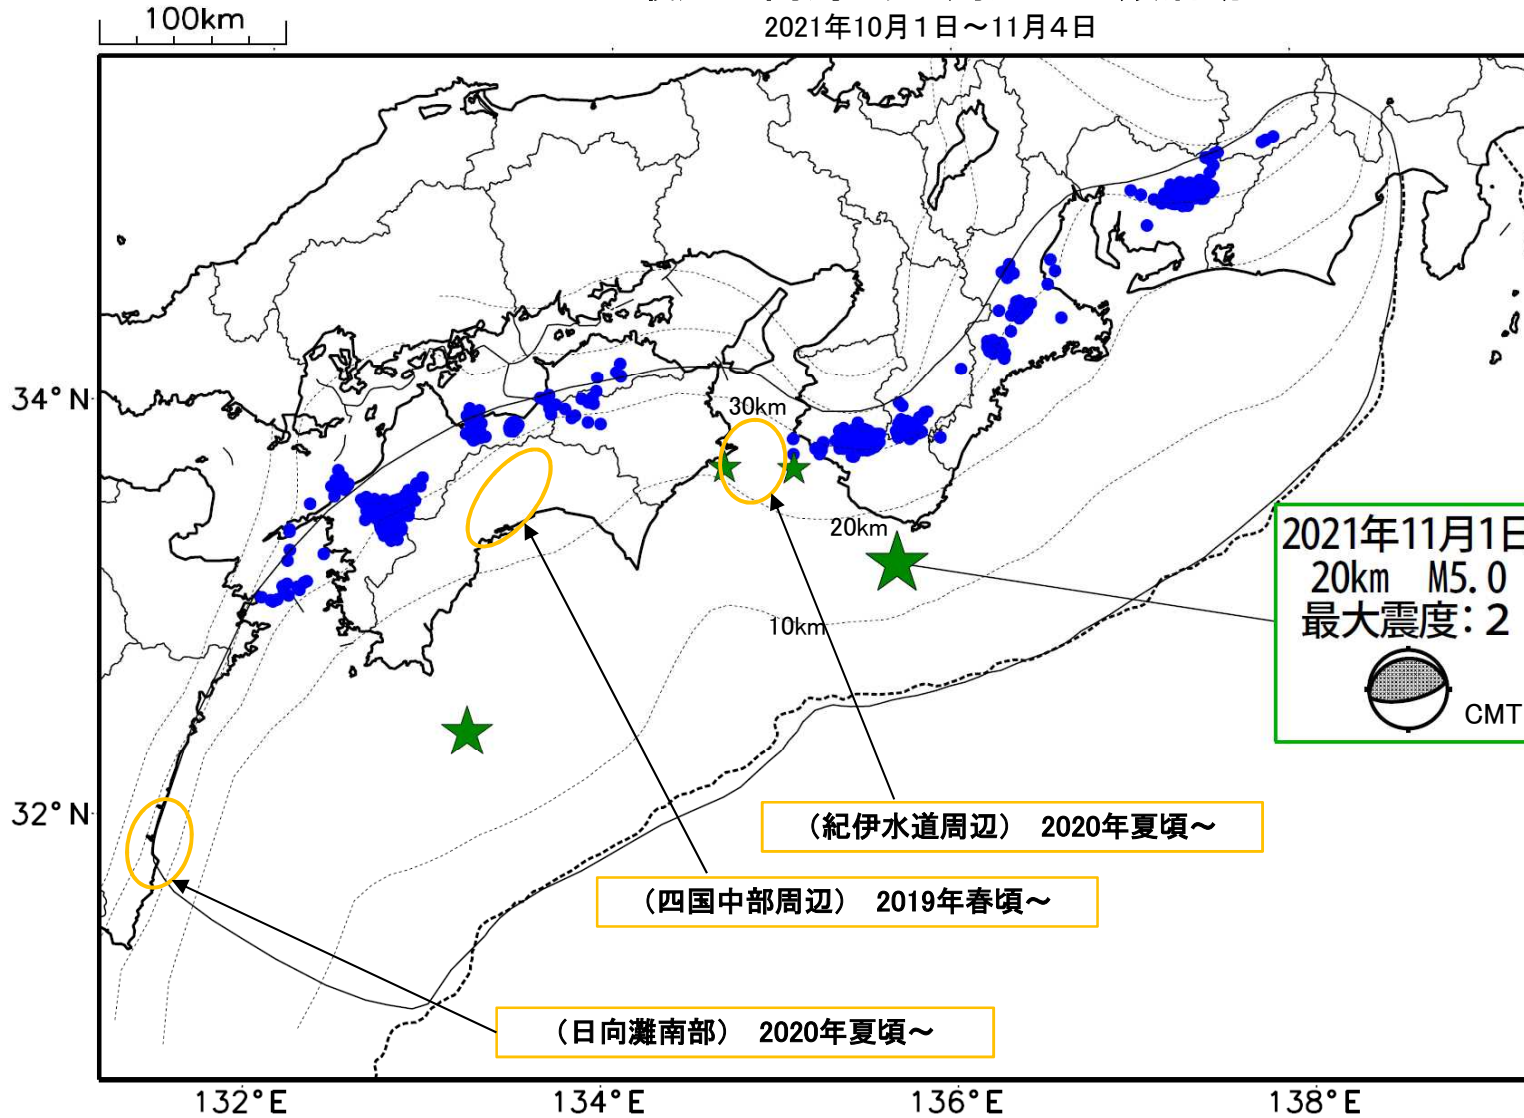 2021年10月1日～11月4日
100km
34°N
32°N
132°E
134°E
136°E
138°E
30km
20km
10km
2021年11月1日
20km M5.0
最大震度：2
CMT
（紀伊水道周辺） 2020年夏頃～
（四国中部周辺） 2019年春頃～
（日向灘南部） 2020年夏頃～